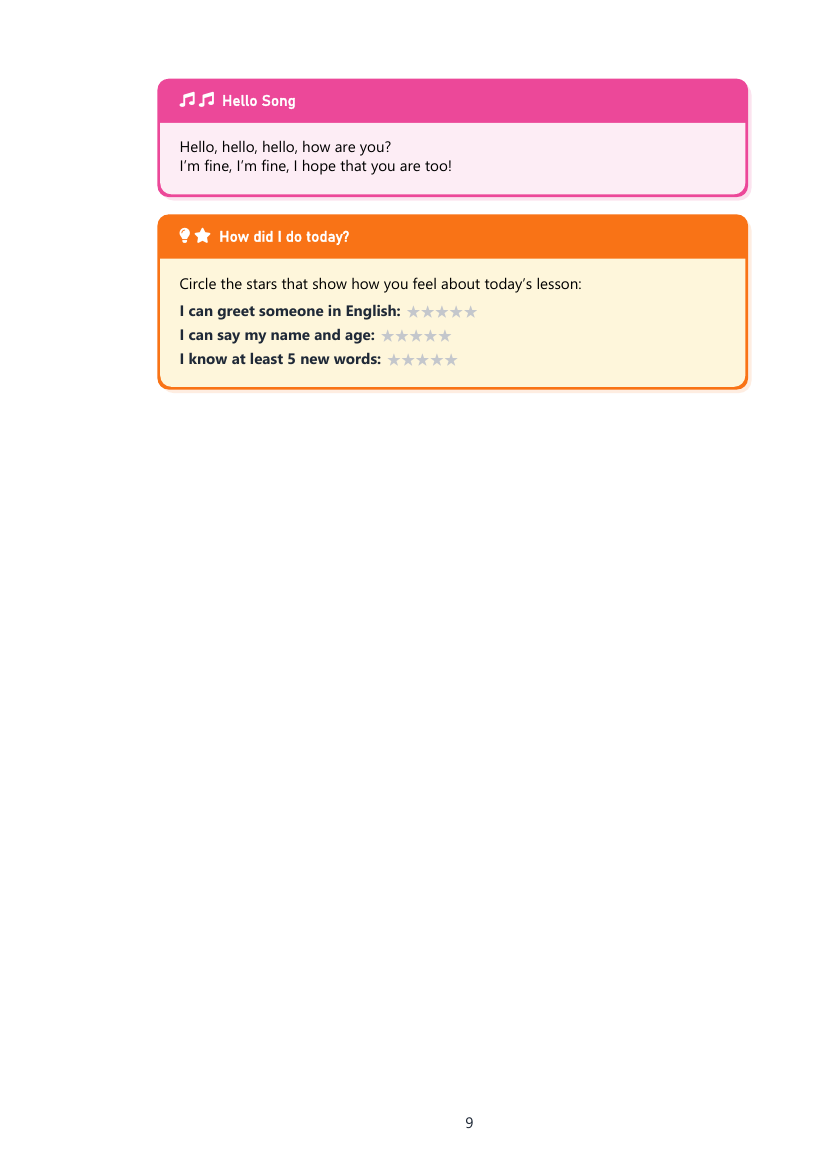 Hello Song
Hello, hello, hello, how are you?
I’m fine, I’m fine, I hope that you are too!
How did I do today?
Circle the stars that show how you feel about today’s lesson:
I can greet someone in English: ★★★★★
I can say my name and age: ★★★★★
I know at least 5 new words: ★★★★★
9